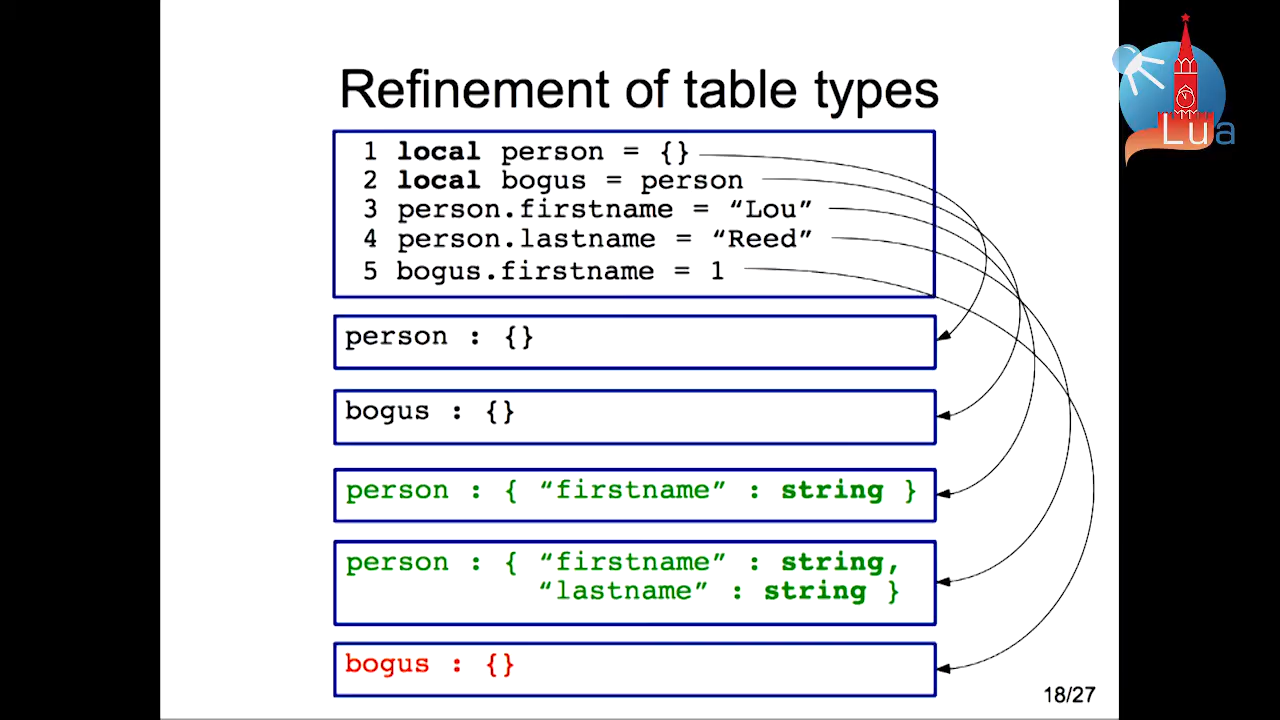 Refinement of table types
1 local person = {}
2 local bogus = person
3 person.firstname = “Lou”
4 person.lastname = “Reed”
5 bogus.firstname = 1
person : {}
bogus : {}
person : { “firstname” : string }
person : { “firstname” : string,
“lastname” : string }
bogus : {}
18/27
Lua